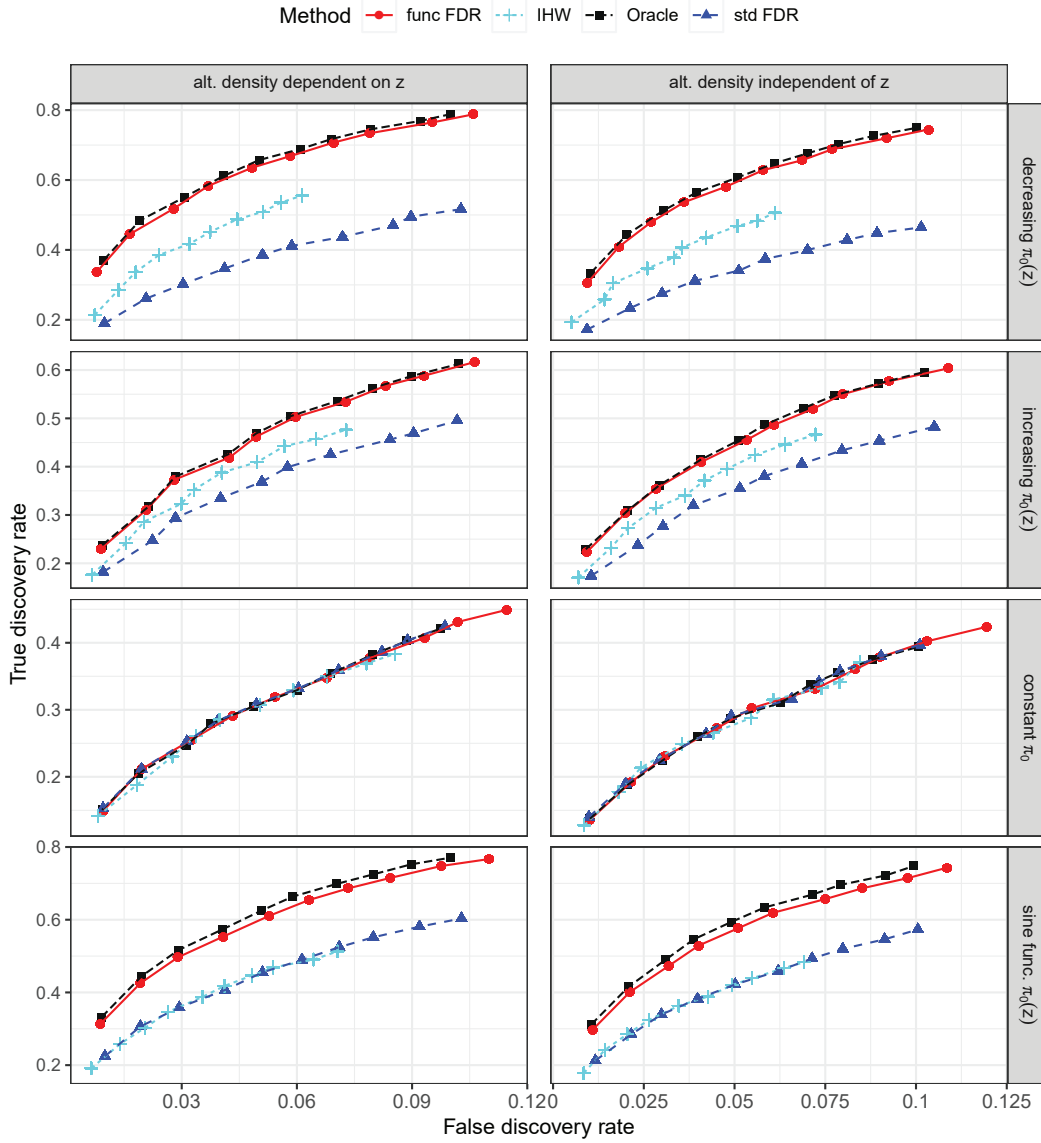 Method func FDR IHW Oracle std FDR
alt. density dependent on z
alt. density independent of z
0.8
0.6
0.4
0.2
decreasing π₀(z)
0.6
0.5
0.4
0.3
0.2
increasing π₀(z)
True discovery rate
0.4
0.3
0.2
constant π₀
0.8
0.6
0.4
0.2
sine func. π₀(z)
0.03 0.06 0.09 0.120 0.025 0.05 0.075 0.1 0.125
False discovery rate